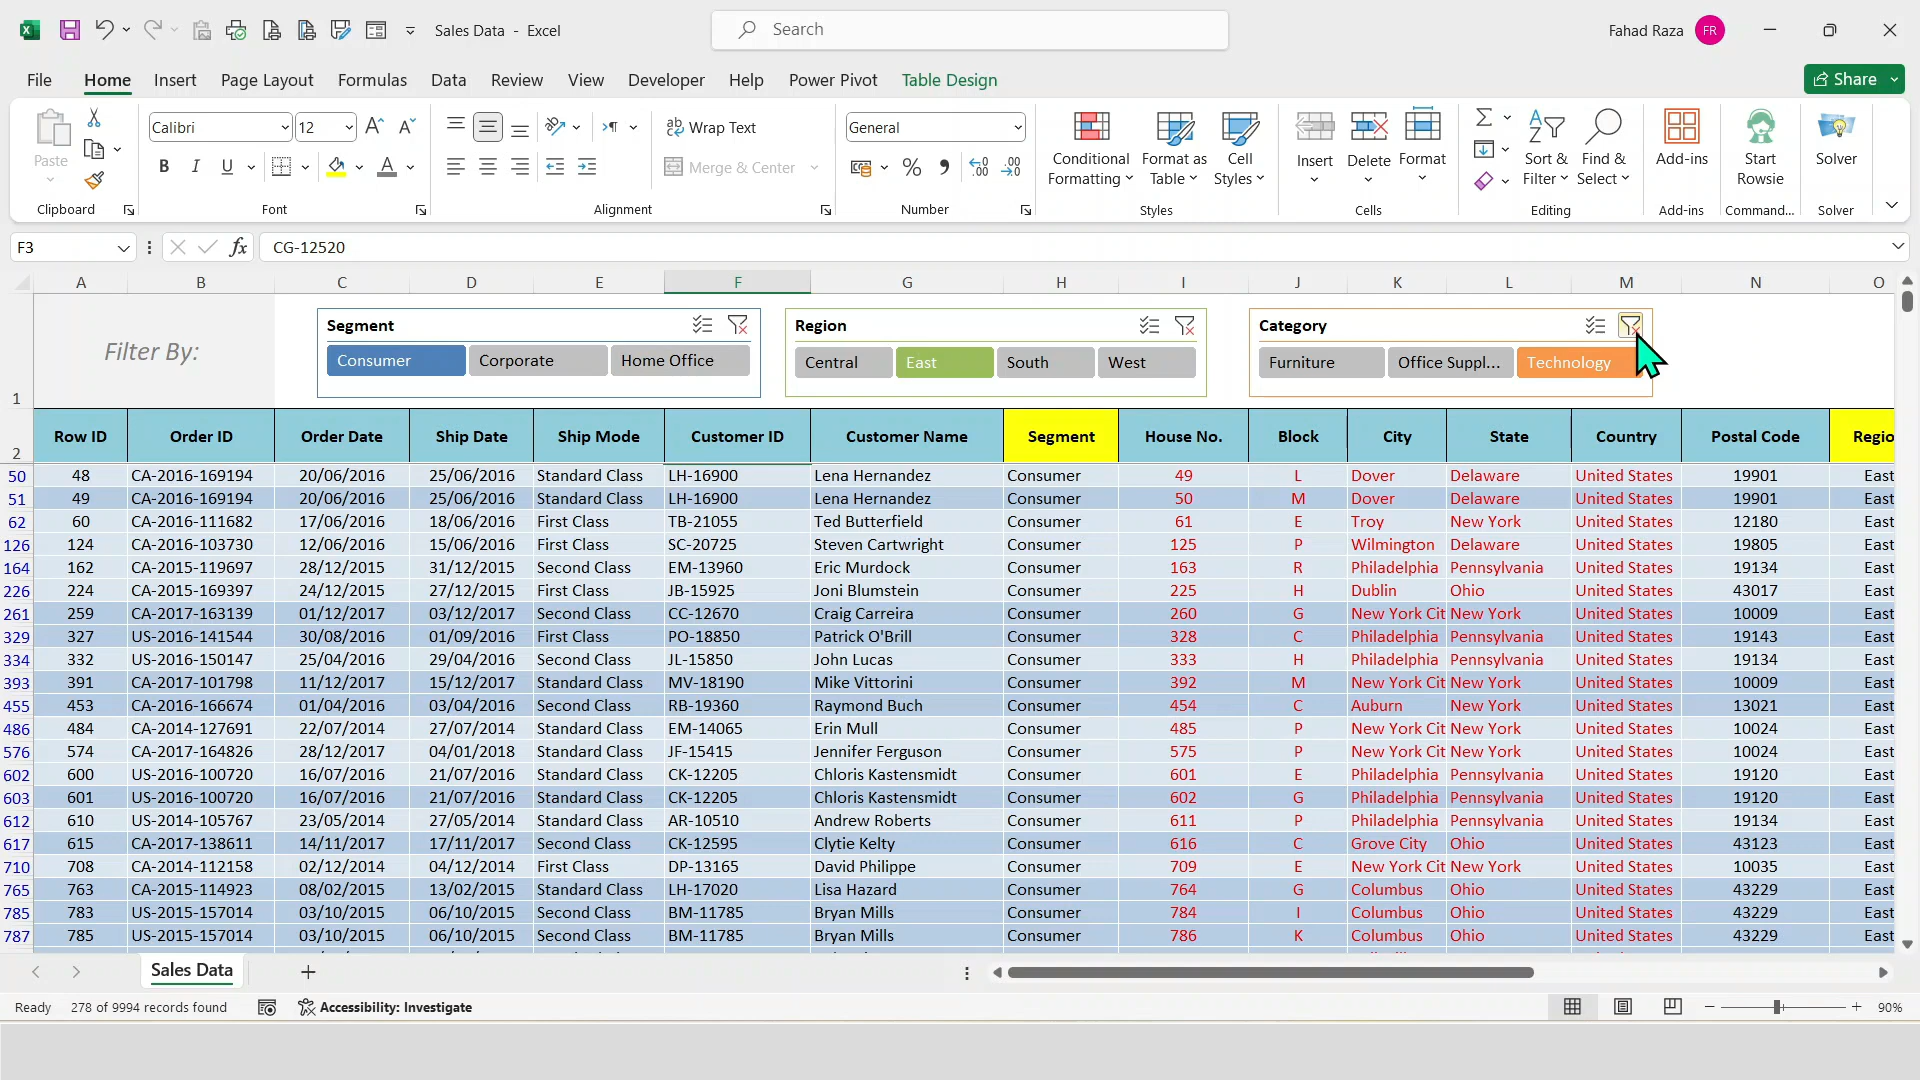 Sales Data - Excel
Search
Fahad Raza
FR
File Home Insert Page Layout Formulas Data Review View Developer Help Power Pivot Table Design
Share
Paste
Clipboard
Calibri 12
B I U
Font
Wrap Text
Merge & Center
Alignment
General
Number
Conditional Formatting
Format as Table
Cell Styles
Styles
Insert
Delete
Format
Cells
Sort & Filter
Find & Select
Editing
Add-ins
Add-ins
Start Rowsie
Command...
Solver
Solver
F3
fx
CG-12520
A B C D E F G H I J K L M N O
1
Filter By:
Segment
Consumer Corporate Home Office
Region
Central East South West
Category
Furniture Office Suppl... Technology
2 Row ID Order ID Order Date Ship Date Ship Mode Customer ID Customer Name Segment House No. Block City State Country Postal Code Regio
50 48 CA-2016-169194 20/06/2016 25/06/2016 Standard Class LH-16900 Lena Hernandez Consumer 49 L Dover Delaware United States 19901 East
51 49 CA-2016-169194 20/06/2016 25/06/2016 Standard Class LH-16900 Lena Hernandez Consumer 50 M Dover Delaware United States 19901 East
62 60 CA-2016-111682 17/06/2016 18/06/2016 First Class TB-21055 Ted Butterfield Consumer 61 E Troy New York United States 12180 East
126 124 CA-2016-103730 12/06/2016 15/06/2016 First Class SC-20725 Steven Cartwright Consumer 125 P Wilmington Delaware United States 19805 East
164 162 CA-2015-119697 28/12/2015 31/12/2015 Second Class EM-13960 Eric Murdock Consumer 163 R Philadelphia Pennsylvania United States 19134 East
226 224 CA-2015-169397 24/12/2015 27/12/2015 First Class JB-15925 Joni Blumstein Consumer 225 H Dublin Ohio United States 43017 East
261 259 CA-2017-163139 01/12/2017 03/12/2017 Second Class CC-12670 Craig Carreira Consumer 260 G New York Cit New York United States 10009 East
329 327 US-2016-141544 30/08/2016 01/09/2016 First Class PO-18850 Patrick O'Brill Consumer 328 C Philadelphia Pennsylvania United States 19143 East
334 332 US-2016-150147 25/04/2016 29/04/2016 Second Class JL-15850 John Lucas Consumer 333 H Philadelphia Pennsylvania United States 19134 East
393 391 CA-2017-101798 11/12/2017 15/12/2017 Standard Class MV-18190 Mike Vittorini Consumer 392 M New York Cit New York United States 10009 East
455 453 CA-2016-166674 01/04/2016 03/04/2016 Second Class RB-19360 Raymond Buch Consumer 454 C Auburn New York United States 13021 East
486 484 CA-2014-127691 22/07/2014 27/07/2014 Standard Class EM-14065 Erin Mull Consumer 485 P New York Cit New York United States 10024 East
576 574 CA-2017-164826 28/12/2017 04/01/2018 Standard Class JF-15415 Jennifer Ferguson Consumer 575 P New York Cit New York United States 10024 East
602 600 US-2016-100720 16/07/2016 21/07/2016 Standard Class CK-12205 Chloris Kastensmidt Consumer 601 E Philadelphia Pennsylvania United States 19120 East
603 601 US-2016-100720 16/07/2016 21/07/2016 Standard Class CK-12205 Chloris Kastensmidt Consumer 602 G Philadelphia Pennsylvania United States 19120 East
612 610 US-2014-105767 23/05/2014 27/05/2014 Standard Class AR-10510 Andrew Roberts Consumer 611 P Philadelphia Pennsylvania United States 19134 East
617 615 CA-2017-138611 14/11/2017 17/11/2017 Second Class CK-12595 Clytie Kelty Consumer 616 C Grove City Ohio United States 43123 East
710 708 CA-2014-112158 02/12/2014 04/12/2014 First Class DP-13165 David Philippe Consumer 709 E New York Cit New York United States 10035 East
765 763 CA-2015-114923 08/02/2015 13/02/2015 Standard Class LH-17020 Lisa Hazard Consumer 764 G Columbus Ohio United States 43229 East
785 783 US-2015-157014 03/10/2015 06/10/2015 Second Class BM-11785 Bryan Mills Consumer 784 I Columbus Ohio United States 43229 East
787 785 US-2015-157014 03/10/2015 06/10/2015 Second Class BM-11785 Bryan Mills Consumer 786 K Columbus Ohio United States 43229 East
Sales Data
Ready 278 of 9994 records found Accessibility: Investigate 90%